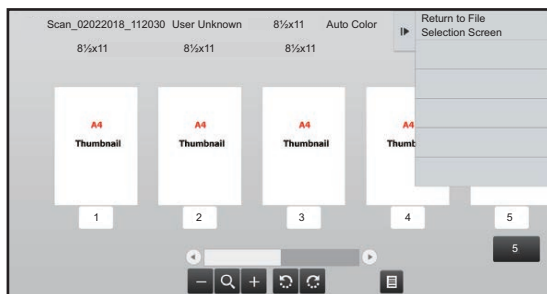 Scan_02022018_112030 User Unknown 8½x11 Auto Color
Return to File
Selection Screen
8½x11 8½x11 8½x11
A4 A4 A4 A4
Thumbnail Thumbnail Thumbnail Thumb
1 2 3 4 5
5